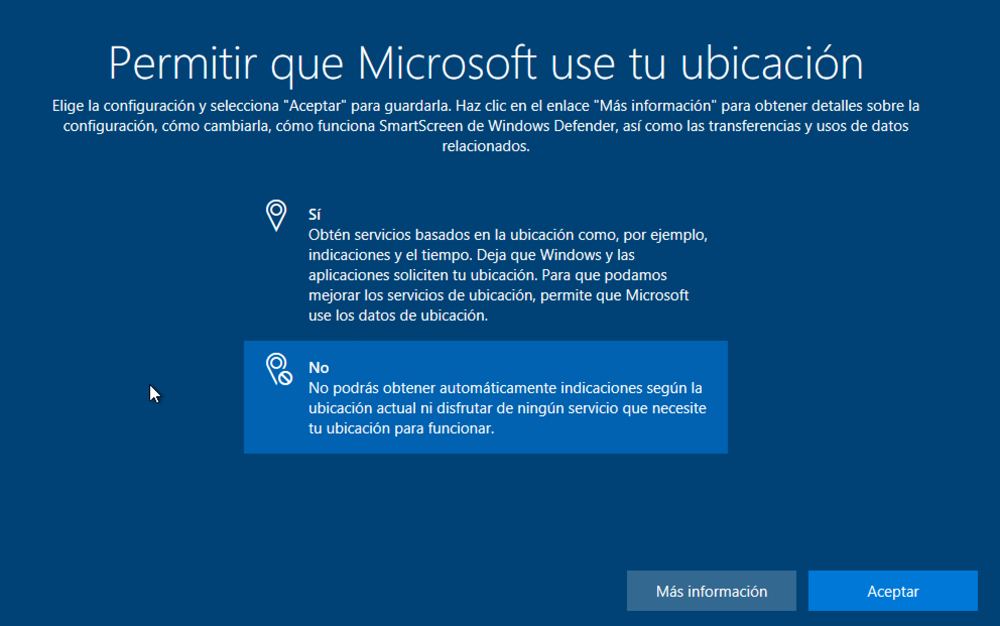 Permitir que Microsoft use tu ubicación
Elige la configuración y selecciona "Aceptar" para guardarla. Haz clic en el enlace "Más información" para obtener detalles sobre la
configuración, cómo cambiarla, cómo funciona SmartScreen de Windows Defender, así como las transferencias y usos de datos
relacionados.
Sí
Obtén servicios basados en la ubicación como, por ejemplo,
indicaciones y el tiempo. Deja que Windows y las
aplicaciones soliciten tu ubicación. Para que podamos
mejorar los servicios de ubicación, permite que Microsoft
use los datos de ubicación.
No
No podrás obtener automáticamente indicaciones según la
ubicación actual ni disfrutar de ningún servicio que necesite
tu ubicación para funcionar.
Más información
Aceptar